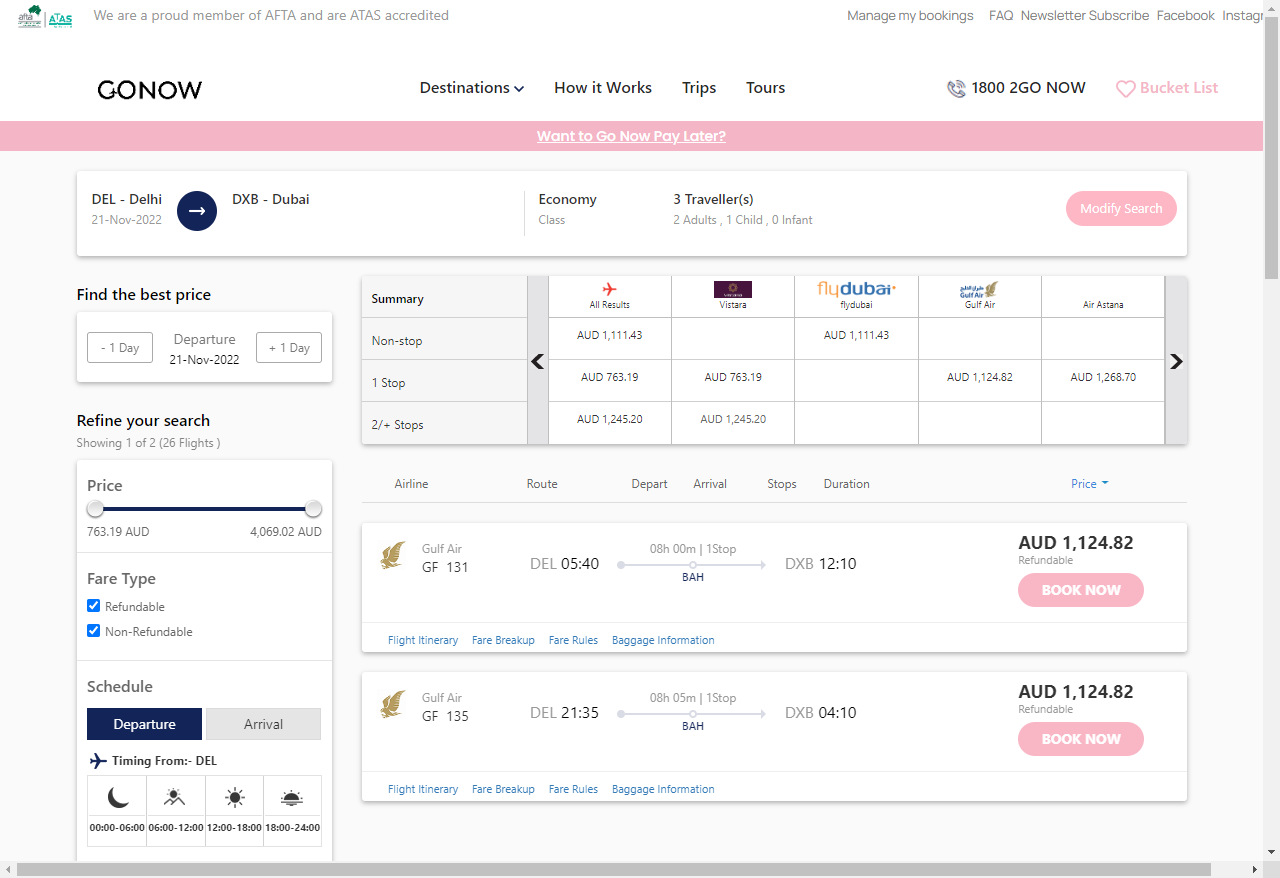 We are a proud member of AFTA and are ATAS accredited
Manage my bookings FAQ Newsletter Subscribe Facebook Instagr
afta ATAS
GONOW Destinations How it Works Trips Tours 1800 2GO NOW Bucket List
Want to Go Now Pay Later?
DEL - Delhi DXB - Dubai Economy 3 Traveller(s)
21-Nov-2022 Class 2 Adults , 1 Child , 0 Infant
Modify Search
Find the best price
- 1 Day Departure + 1 Day
21-Nov-2022
Refine your search
Showing 1 of 2 (26 Flights )
Price
763.19 AUD 4,069.02 AUD
Fare Type
Refundable
Non-Refundable
Schedule
Departure Arrival
Timing From:- DEL
00:00-06:00 06:00-12:00 12:00-18:00 18:00-24:00
Summary All Results Vistara flydubai flydubai Gulf Air Gulf Air Air Astana
Non-stop AUD 1,111.43 AUD 1,111.43
1 Stop AUD 763.19 AUD 763.19 AUD 1,124.82 AUD 1,268.70
2/+ Stops AUD 1,245.20 AUD 1,245.20
Airline Route Depart Arrival Stops Duration Price
Gulf Air 08h 00m | 1Stop AUD 1,124.82
GF 131 DEL 05:40 DXB 12:10 Refundable
BAH
BOOK NOW
Flight Itinerary Fare Breakup Fare Rules Baggage Information
Gulf Air 08h 05m | 1Stop AUD 1,124.82
GF 135 DEL 21:35 DXB 04:10 Refundable
BAH
BOOK NOW
Flight Itinerary Fare Breakup Fare Rules Baggage Information